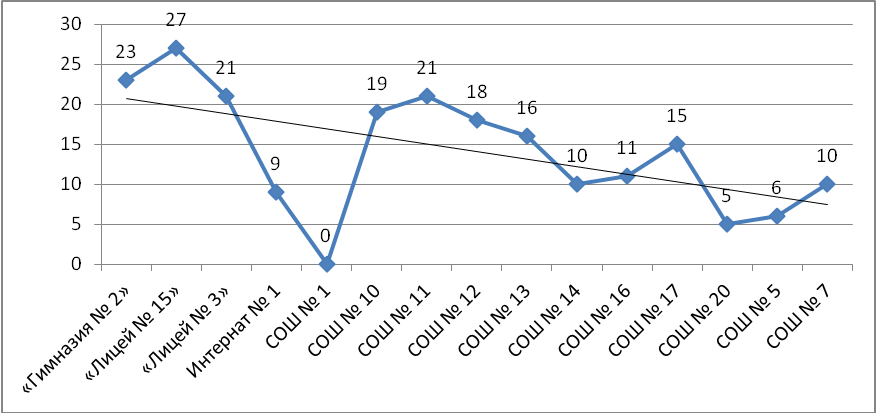 30
25
20
15
10
5
0
23
27
21
9
0
19
21
18
16
10
11
15
5
6
10
«Гимназия № 2»
«Лицей № 15»
«Лицей № 3»
Интернат № 1
СОШ № 1
СОШ № 10
СОШ № 11
СОШ № 12
СОШ № 13
СОШ № 14
СОШ № 16
СОШ № 17
СОШ № 20
СОШ № 5
СОШ № 7